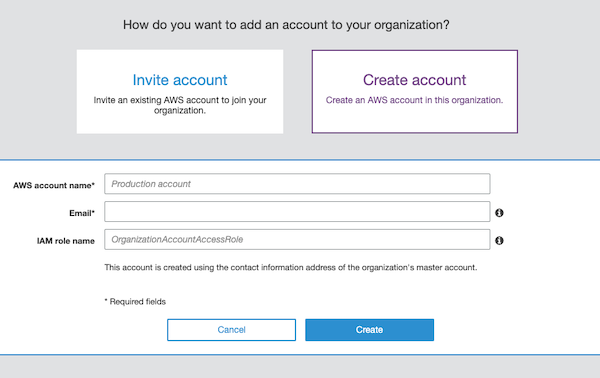 How do you want to add an account to your organization?
Invite account
Invite an existing AWS account to join your
organization.
Create account
Create an AWS account in this organization.
AWS account name*
Production account
Email*
IAM role name
OrganizationAccountAccessRole
This account is created using the contact information address of the organization's master account.
* Required fields
Cancel
Create